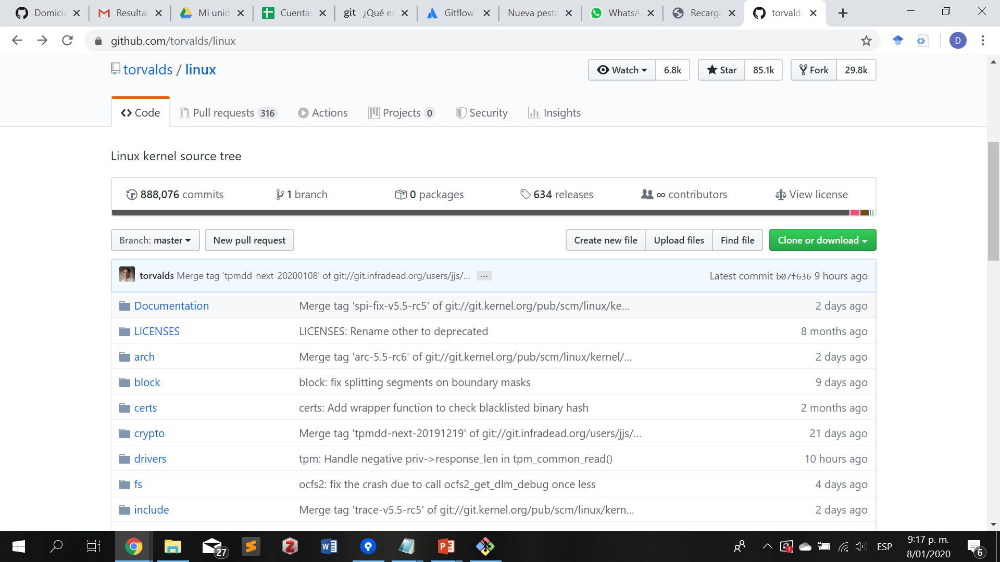 Domicia Resulta Mi unid Cuentas git ¿Qué es Gitflow Nueva pesta WhatsA Recarga torvalds
github.com/torvalds/linux D
torvalds / linux Watch 6.8k Star 85.1k Fork 29.8k
Code Pull requests 316 Actions Projects 0 Security Insights
Linux kernel source tree
888,076 commits 1 branch 0 packages 634 releases ∞ contributors View license
Branch: master New pull request Create new file Upload files Find file Clone or download
torvalds Merge tag 'tpmdd-next-20200108' of git://git.infradead.org/users/jjs/... ... Latest commit b07f636 9 hours ago
Documentation Merge tag 'spi-fix-v5.5-rc5' of git://git.kernel.org/pub/scm/linux/ke... 2 days ago
LICENSES LICENSES: Rename other to deprecated 8 months ago
arch Merge tag 'arc-5.5-rc6' of git://git.kernel.org/pub/scm/linux/kernel/... 2 days ago
block block: fix splitting segments on boundary masks 9 days ago
certs certs: Add wrapper function to check blacklisted binary hash 2 months ago
crypto Merge tag 'tpmdd-next-20191219' of git://git.infradead.org/users/jjs/... 21 days ago
drivers tpm: Handle negative priv->response_len in tpm_common_read() 10 hours ago
fs ocfs2: fix the crash due to call ocfs2_get_dlm_debug once less 4 days ago
include Merge tag 'trace-v5.5-rc5' of git://git.kernel.org/pub/scm/linux/kern... 2 days ago
27 ESP 9:17 p. m.
8/01/2020 6